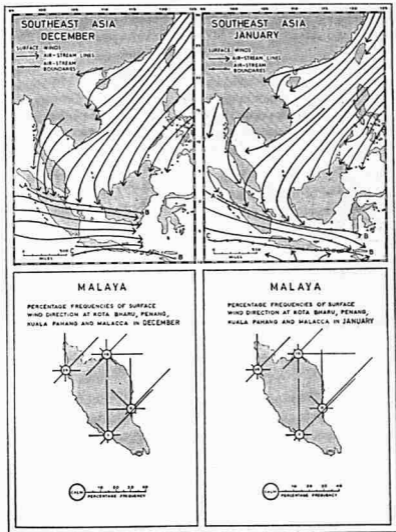 SOUTHEAST ASIA
DECEMBER
SURFACE WINDS
AIR-STREAM LINES
AIR-STREAM
BOUNDARIES
MILES
B
B
SOUTHEAST ASIA
JANUARY
SURFACE WINDS
AIR-STREAM LINES
AIR-STREAM
BOUNDARIES
MILES
C
B
B
MALAYA
PERCENTAGE FREQUENCIES OF SURFACE
WIND DIRECTION AT KOTA BHARU, PENANG,
KUALA PAHANG AND MALACCA IN DECEMBER
CALM
PERCENTAGE FREQUENCY
MALAYA
PERCENTAGE FREQUENCIES OF SURFACE
WIND DIRECTION AT KOTA BHARU, PENANG,
KUALA PAHANG AND MALACCA IN JANUARY
CALM
PERCENTAGE FREQUENCY